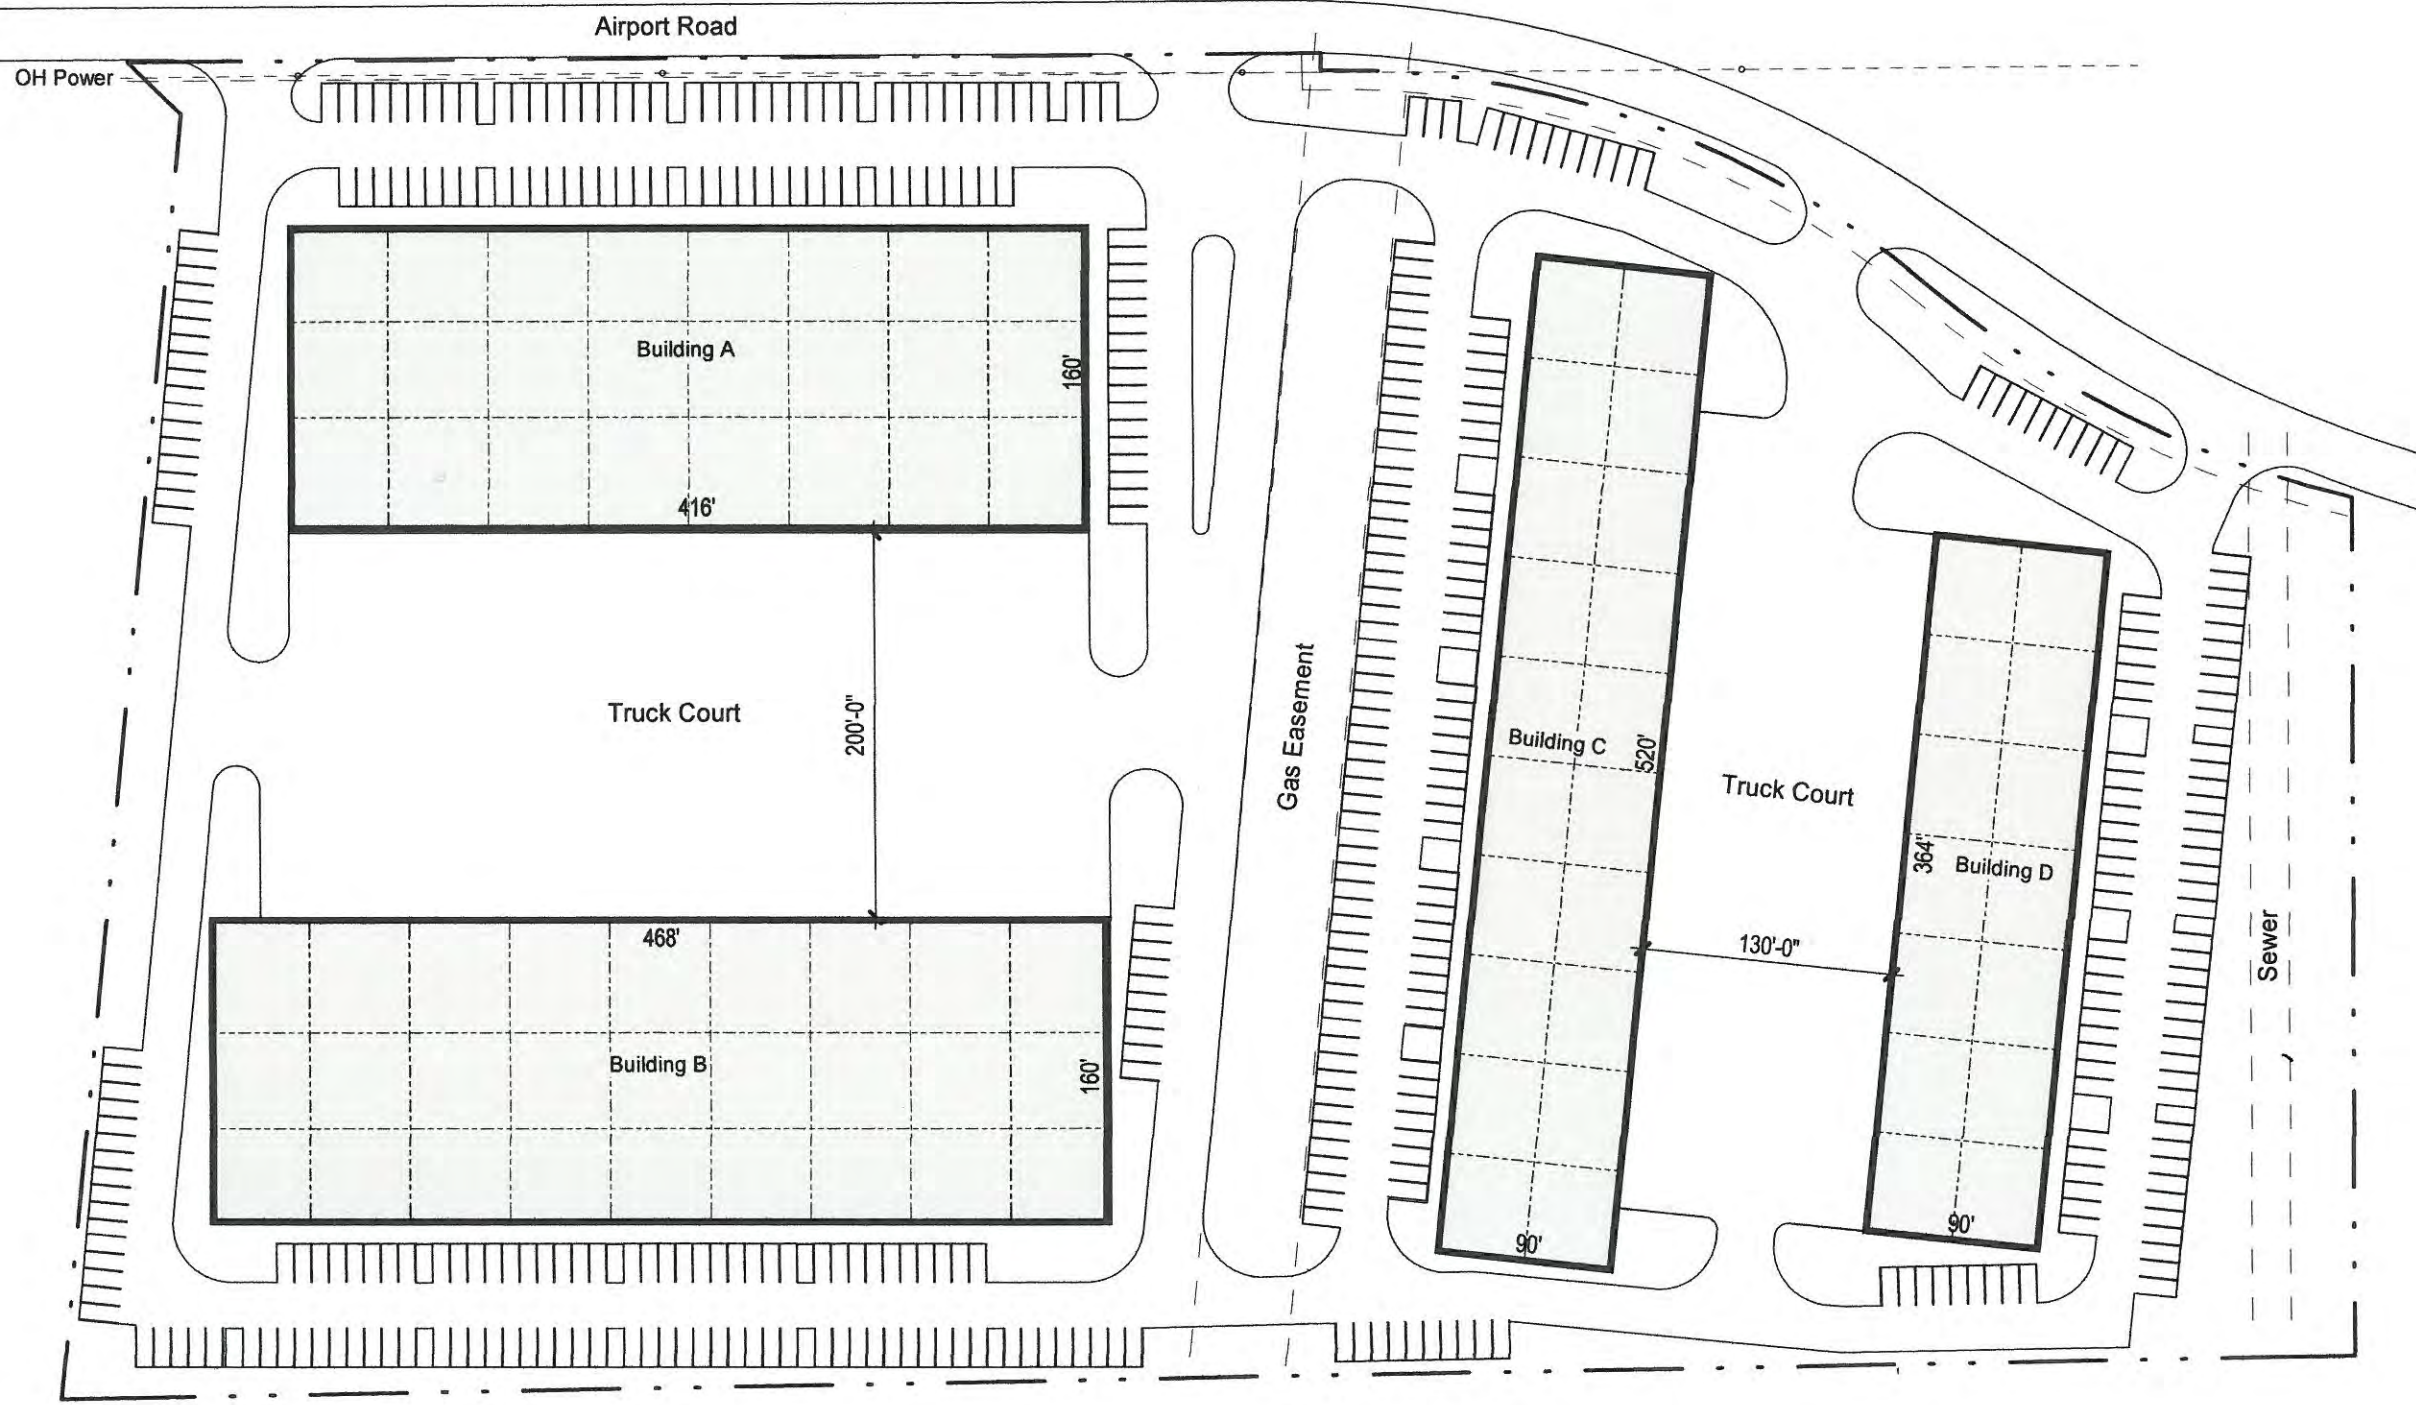 Airport Road
OH Power
Building A
160'
416'
Truck Court
200'-0"
Gas Easement
Building C
520'
Truck Court
364'
Building D
468'
130'-0"
Sewer
Building B
160'
90'
90'